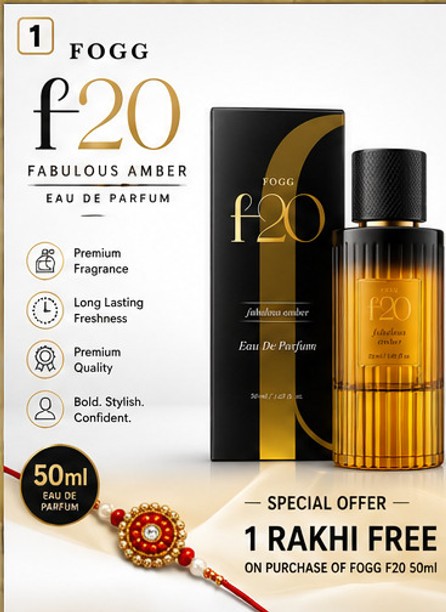 1
FOGG
f20
FABULOUS AMBER
EAU DE PARFUM
Premium
Fragrance
Long Lasting
Freshness
Premium
Quality
Bold. Stylish.
Confident.
50ml
EAU DE
PARFUM
FOGG
f20
fabulous amber
Eau De Parfum
FOGG
f20
fabulous
amber
— SPECIAL OFFER —
1 RAKHI FREE
ON PURCHASE OF FOGG F20 50ml